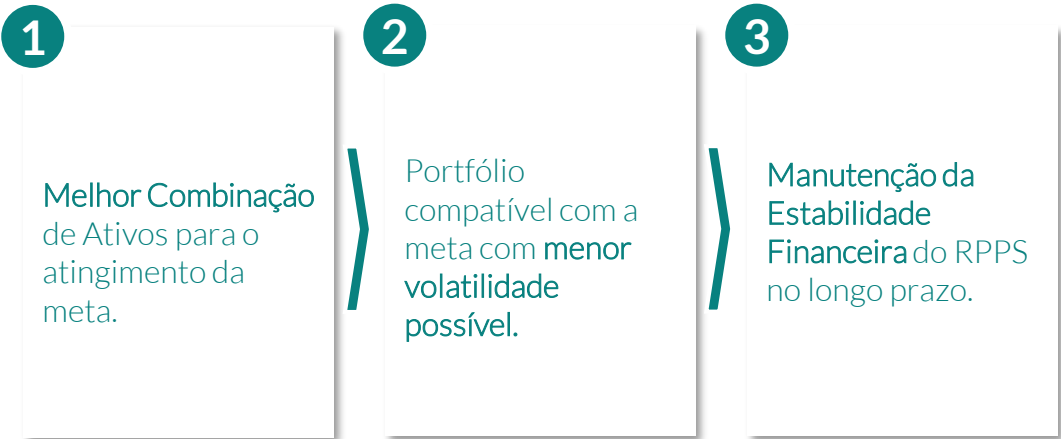 1
Melhor Combinação
de Ativos para o
atingimento da
meta.
2
Portfólio
compatível com a
meta com menor
volatilidade
possível.
3
Manutenção da
Estabilidade
Financeira do RPPS
no longo prazo.